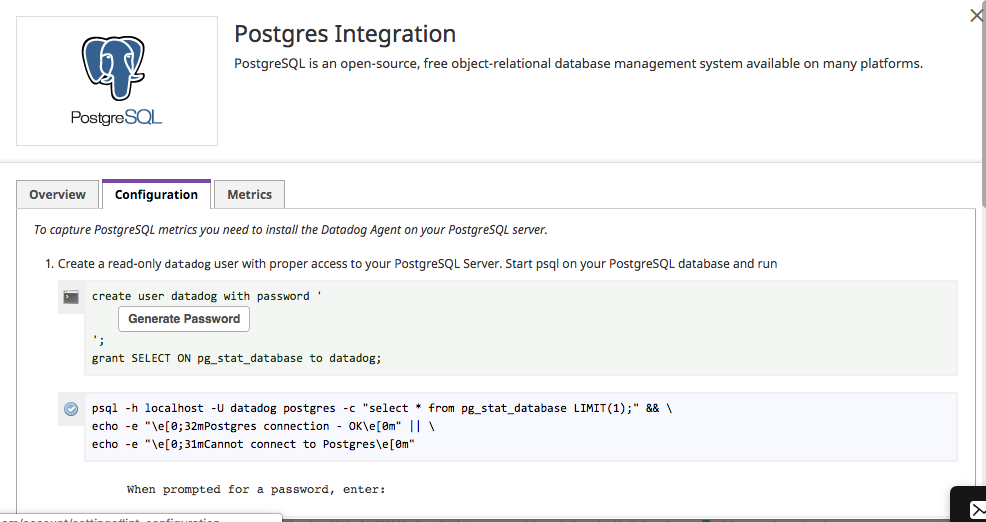 Postgres Integration
PostgreSQL is an open-source, free object-relational database management system available on many platforms.
PostgreSQL
Overview
Configuration
Metrics
To capture PostgreSQL metrics you need to install the Datadog Agent on your PostgreSQL server.
1. Create a read-only datadog user with proper access to your PostgreSQL Server. Start psql on your PostgreSQL database and run
create user datadog with password '
Generate Password
';
grant SELECT ON pg_stat_database to datadog;
psql -h localhost -U datadog postgres -c "select * from pg_stat_database LIMIT(1);" && \
echo -e "\e[0;32mPostgres connection - OK\e[0m" || \
echo -e "\e[0;31mCannot connect to Postgres\e[0m"
When prompted for a password, enter: